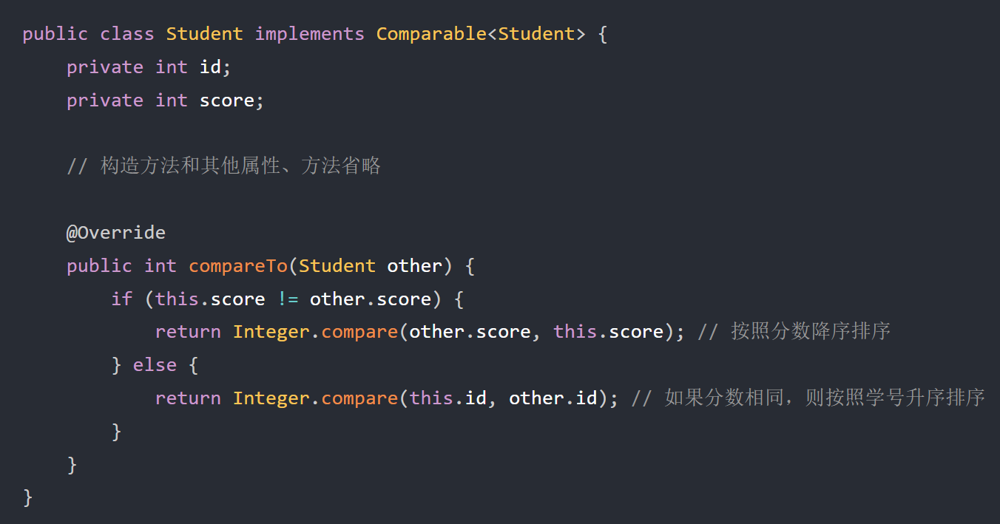 public class Student implements Comparable<Student> {
    private int id;
    private int score;

    // 构造方法和其他属性、方法省略

    @Override
    public int compareTo(Student other) {
        if (this.score != other.score) {
            return Integer.compare(other.score, this.score); // 按照分数降序排序
        } else {
            return Integer.compare(this.id, other.id); // 如果分数相同，则按照学号升序排序
        }
    }
}